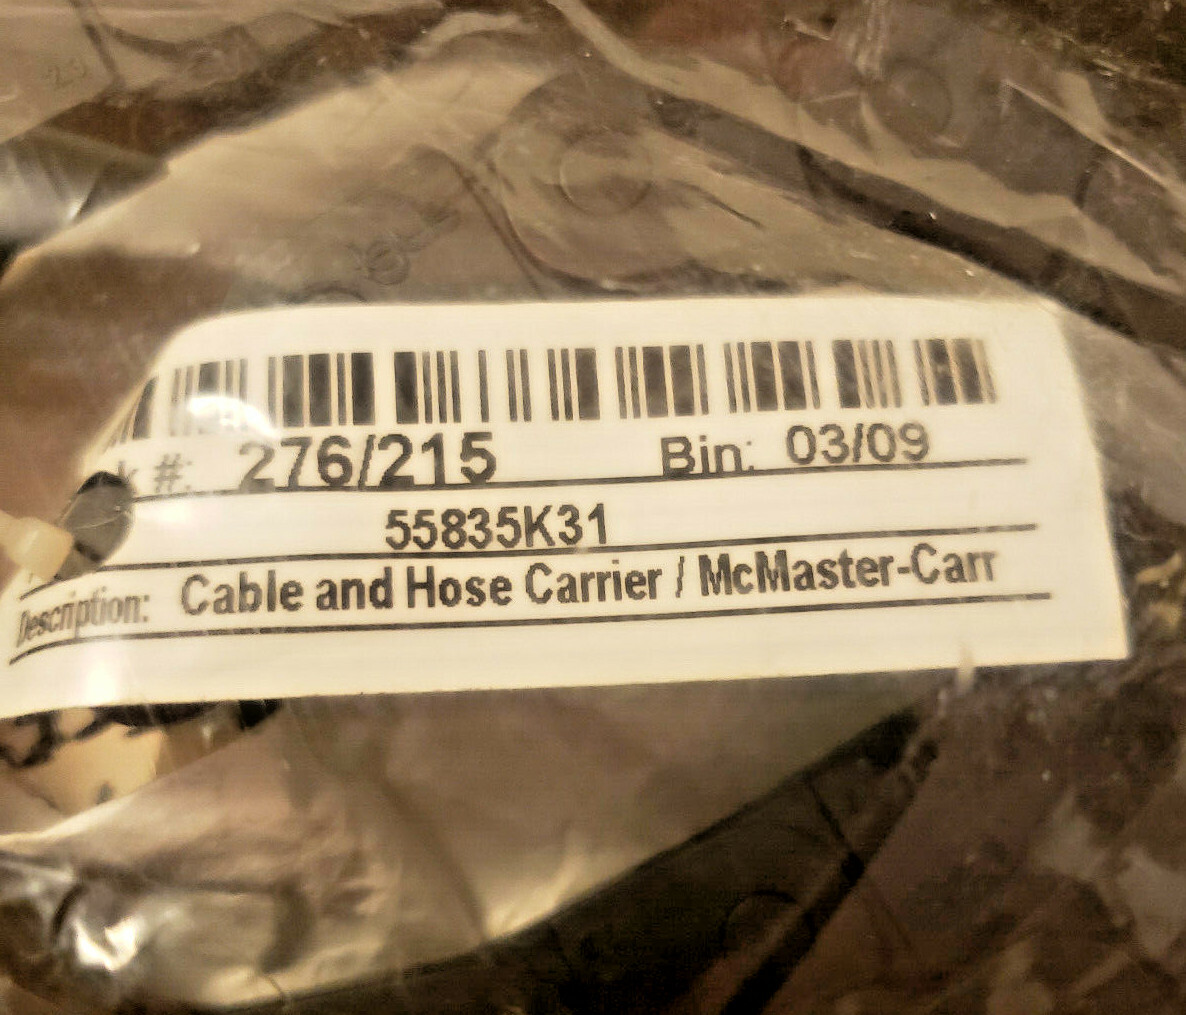 #: 276/215 Bin: 03/09
55835K31
Description: Cable and Hose Carrier / McMaster-Carr